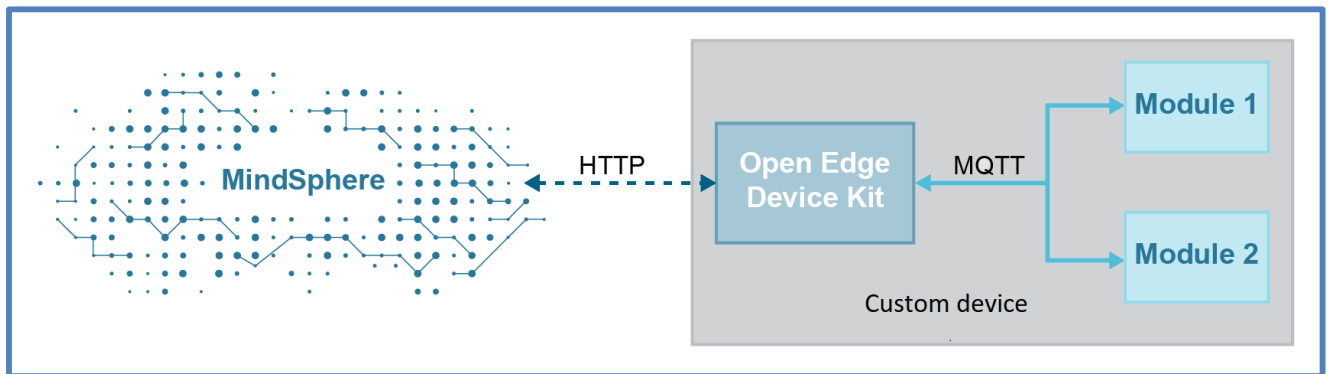 MindSphere
HTTP
Open Edge
Device Kit
MQTT
Module 1
Module 2
Custom device